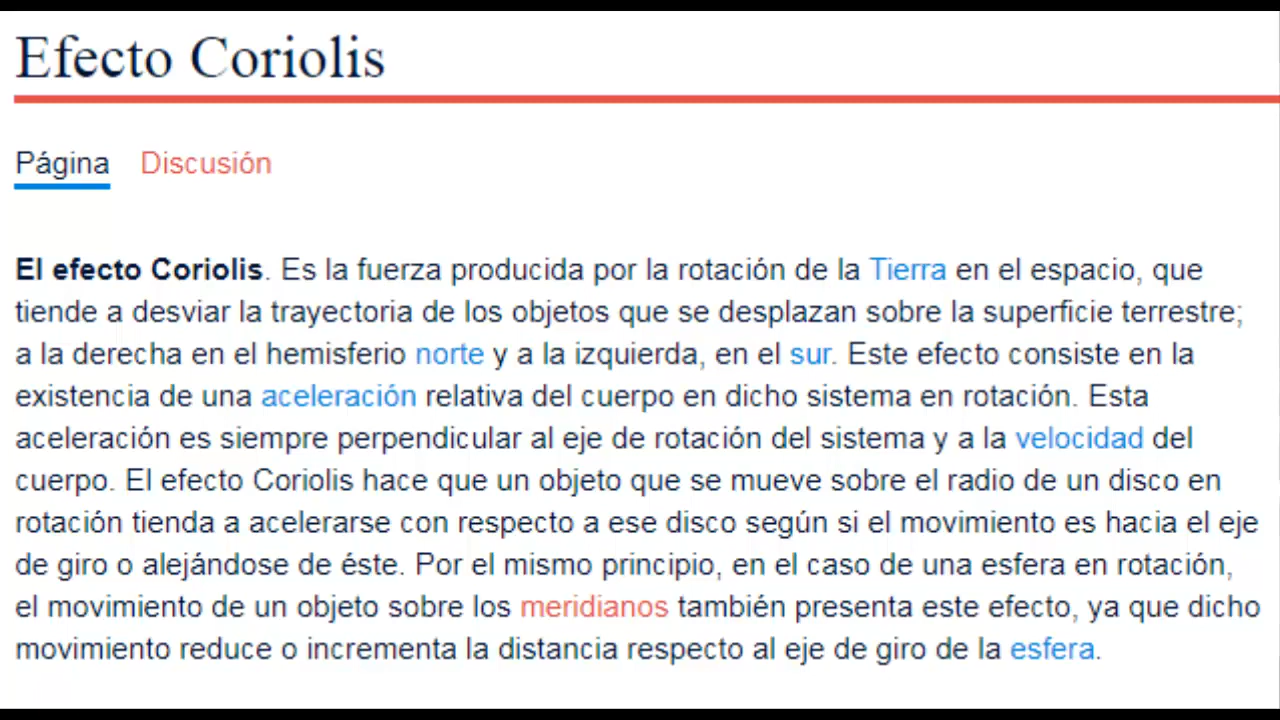 Efecto Coriolis
Página Discusión
El efecto Coriolis. Es la fuerza producida por la rotación de la Tierra en el espacio, que
tiende a desviar la trayectoria de los objetos que se desplazan sobre la superficie terrestre;
a la derecha en el hemisferio norte y a la izquierda, en el sur. Este efecto consiste en la
existencia de una aceleración relativa del cuerpo en dicho sistema en rotación. Esta
aceleración es siempre perpendicular al eje de rotación del sistema y a la velocidad del
cuerpo. El efecto Coriolis hace que un objeto que se mueve sobre el radio de un disco en
rotación tienda a acelerarse con respecto a ese disco según si el movimiento es hacia el eje
de giro o alejándose de éste. Por el mismo principio, en el caso de una esfera en rotación,
el movimiento de un objeto sobre los meridianos también presenta este efecto, ya que dicho
movimiento reduce o incrementa la distancia respecto al eje de giro de la esfera.